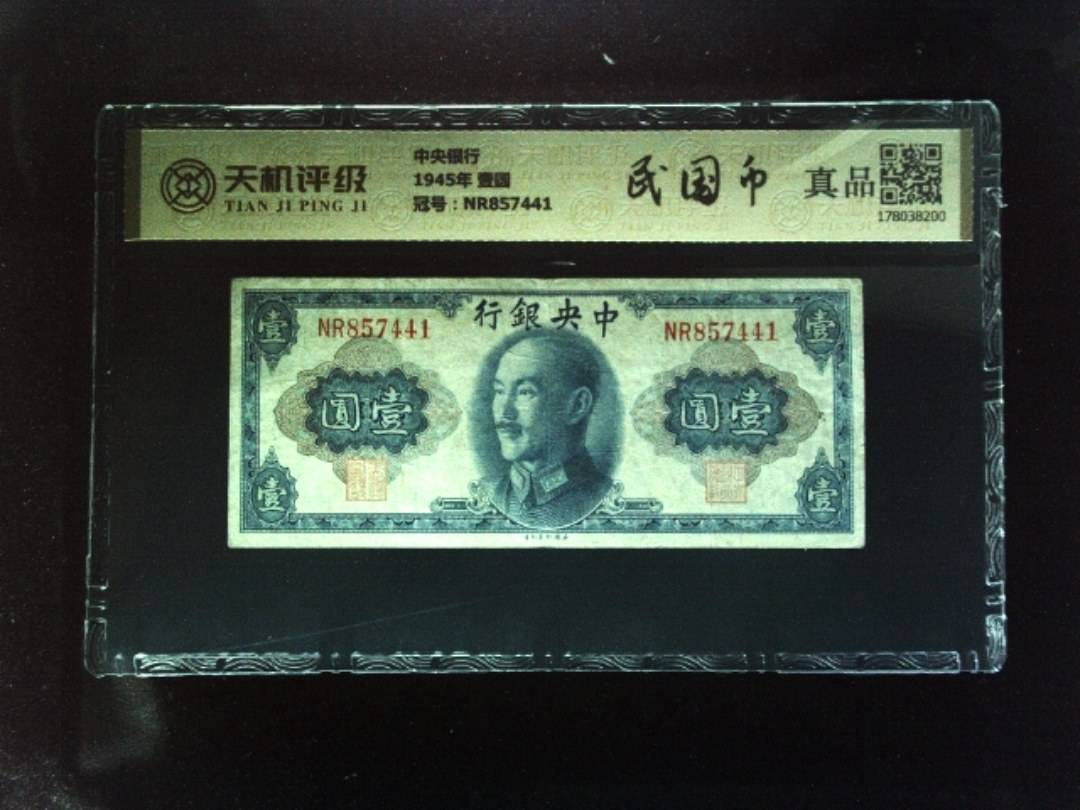 天机评级
TIAN JI PING JI
中央银行
1945年 壹圆
冠号：NR857441
民国币
真品
178038200
行銀央中
NR857441
NR857441
壹
壹
圓壹
圓壹
壹
壹